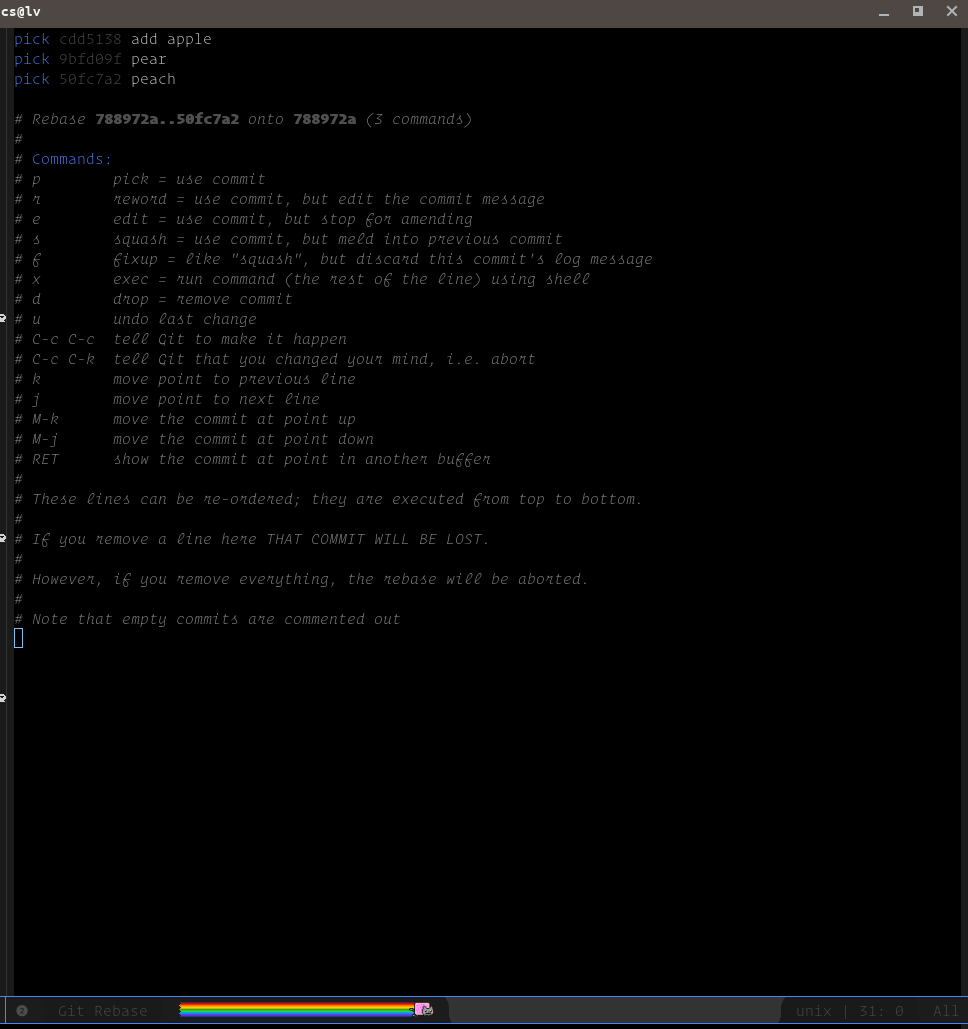 cs@lv
pick cdd5138 add apple
pick 9bfd09f pear
pick 50fc7a2 peach
# Rebase 788972a..50fc7a2 onto 788972a (3 commands)
#
# Commands:
# p        pick = use commit
# r        reword = use commit, but edit the commit message
# e        edit = use commit, but stop for amending
# s        squash = use commit, but meld into previous commit
# f        fixup = like "squash", but discard this commit's log message
# x        exec = run command (the rest of the line) using shell
# d        drop = remove commit
# u        undo last change
# C-c C-c  tell Git to make it happen
# C-c C-k  tell Git that you changed your mind, i.e. abort
# k        move point to previous line
# j        move point to next line
# M-k      move the commit at point up
# M-j      move the commit at point down
# RET      show the commit at point in another buffer
#
# These lines can be re-ordered; they are executed from top to bottom.
#
# If you remove a line here THAT COMMIT WILL BE LOST.
#
# However, if you remove everything, the rebase will be aborted.
#
# Note that empty commits are commented out
2 Git Rebase unix | 31: 0 All